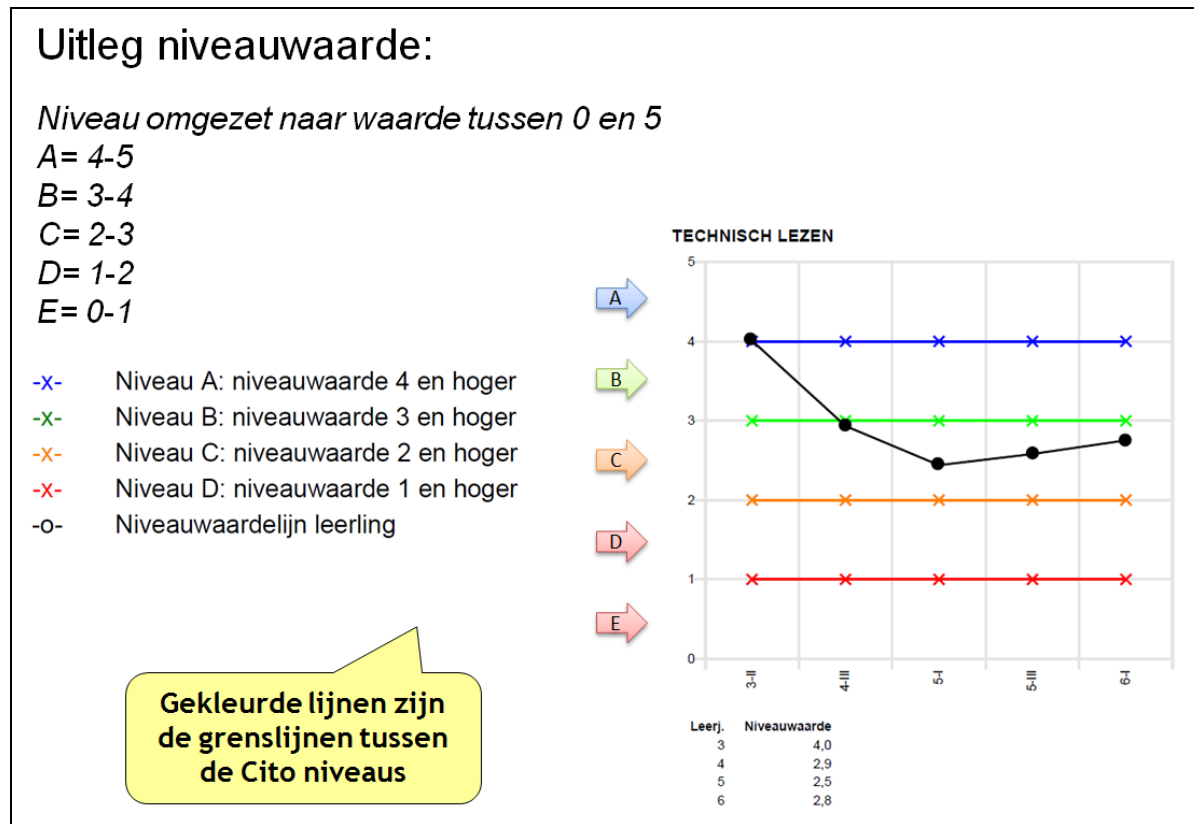 Uitleg niveauwaarde:
Niveau omgezet naar waarde tussen 0 en 5
A= 4-5
B= 3-4
C= 2-3
D= 1-2
E= 0-1
-x- Niveau A: niveauwaarde 4 en hoger
-x- Niveau B: niveauwaarde 3 en hoger
-x- Niveau C: niveauwaarde 2 en hoger
-x- Niveau D: niveauwaarde 1 en hoger
-o- Niveauwaardelijn leerling
Gekleurde lijnen zijn
de grenslijnen tussen
de Cito niveaus
A
B
C
D
E
TECHNISCH LEZEN
5
4
3
2
1
0
3-II
4-III
5-I
5-III
6-I
Leerj. Niveauwaarde
3 4,0
4 2,9
5 2,5
6 2,8